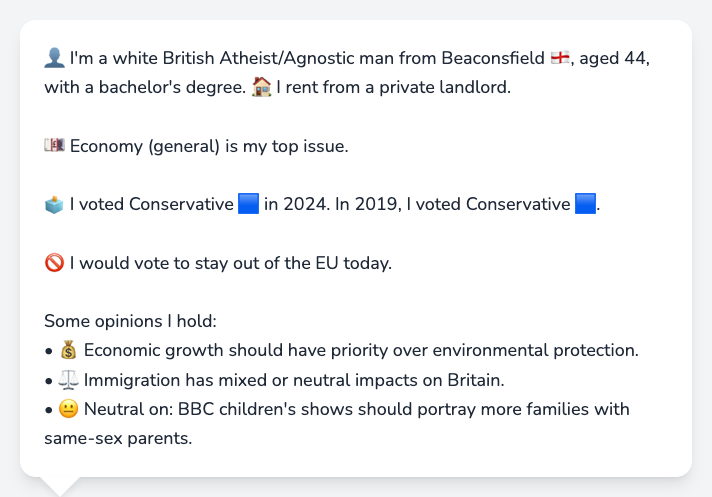 👤 I'm a white British Atheist/Agnostic man from Beaconsfield 🏴󠁧󠁢󠁥󠁮󠁧󠁿, aged 44,
with a bachelor's degree. 🏠 I rent from a private landlord.
💷 Economy (general) is my top issue.
🗳️ I voted Conservative 🟦 in 2024. In 2019, I voted Conservative 🟦.
🚫 I would vote to stay out of the EU today.
Some opinions I hold:
• 💰 Economic growth should have priority over environmental protection.
• ⚖️ Immigration has mixed or neutral impacts on Britain.
• 😐 Neutral on: BBC children's shows should portray more families with
same-sex parents.